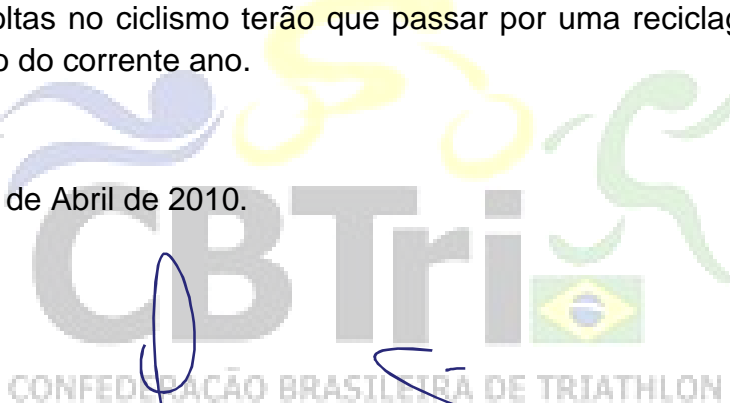 oltas no ciclismo terão que passar por uma reciclag
o do corrente ano.
de Abril de 2010.
CBTri
CONFEDERAÇÃO BRASILEIRA DE TRIATHLON